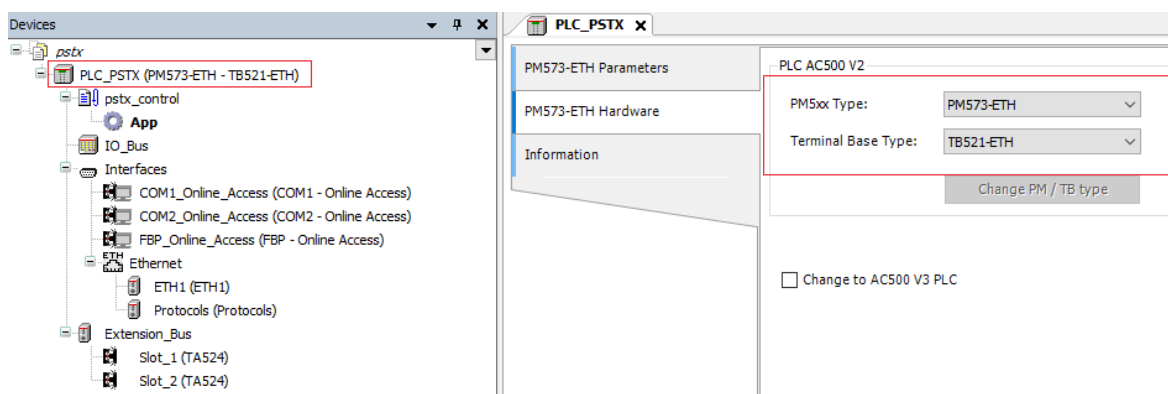 Devices
pstx
PLC_PSTX (PM573-ETH - TB521-ETH)
pstx_control
App
IO_Bus
Interfaces
COM1_Online_Access (COM1 - Online Access)
COM2_Online_Access (COM2 - Online Access)
FBP_Online_Access (FBP - Online Access)
ETH
Ethernet
ETH1 (ETH1)
Protocols (Protocols)
Extension_Bus
Slot_1 (TA524)
Slot_2 (TA524)
PLC_PSTX
PM573-ETH Parameters
PM573-ETH Hardware
Information
PLC AC500 V2
PM5xx Type: PM573-ETH
Terminal Base Type: TB521-ETH
Change PM / TB type
Change to AC500 V3 PLC